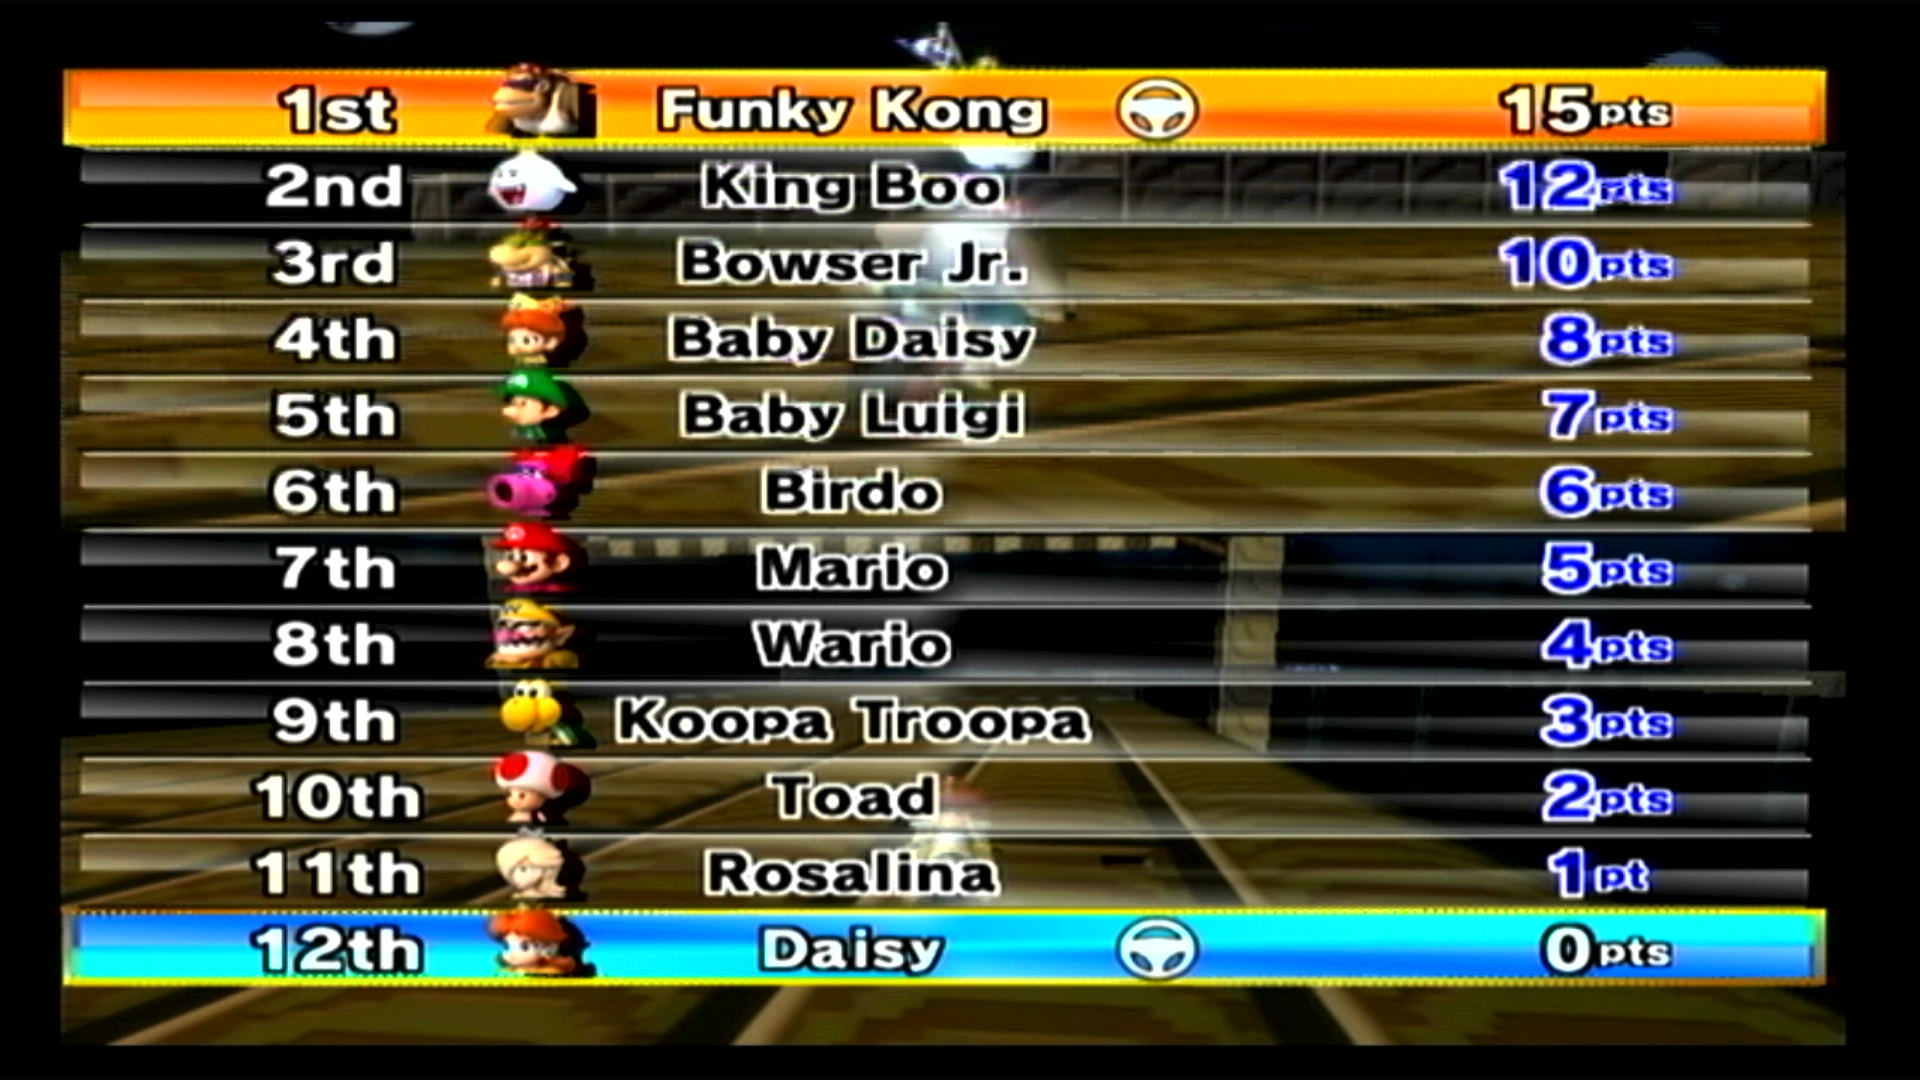 1st Funky Kong 15pts
2nd King Boo 12pts
3rd Bowser Jr. 10pts
4th Baby Daisy 8pts
5th Baby Luigi 7pts
6th Birdo 6pts
7th Mario 5pts
8th Wario 4pts
9th Koopa Troopa 3pts
10th Toad 2pts
11th Rosalina 1pt
12th Daisy 0pts